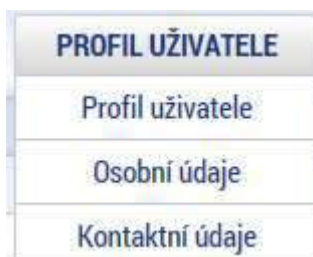 PROFIL UŽIVATELE
Profil uživatele
Osobní údaje
Kontaktní údaje